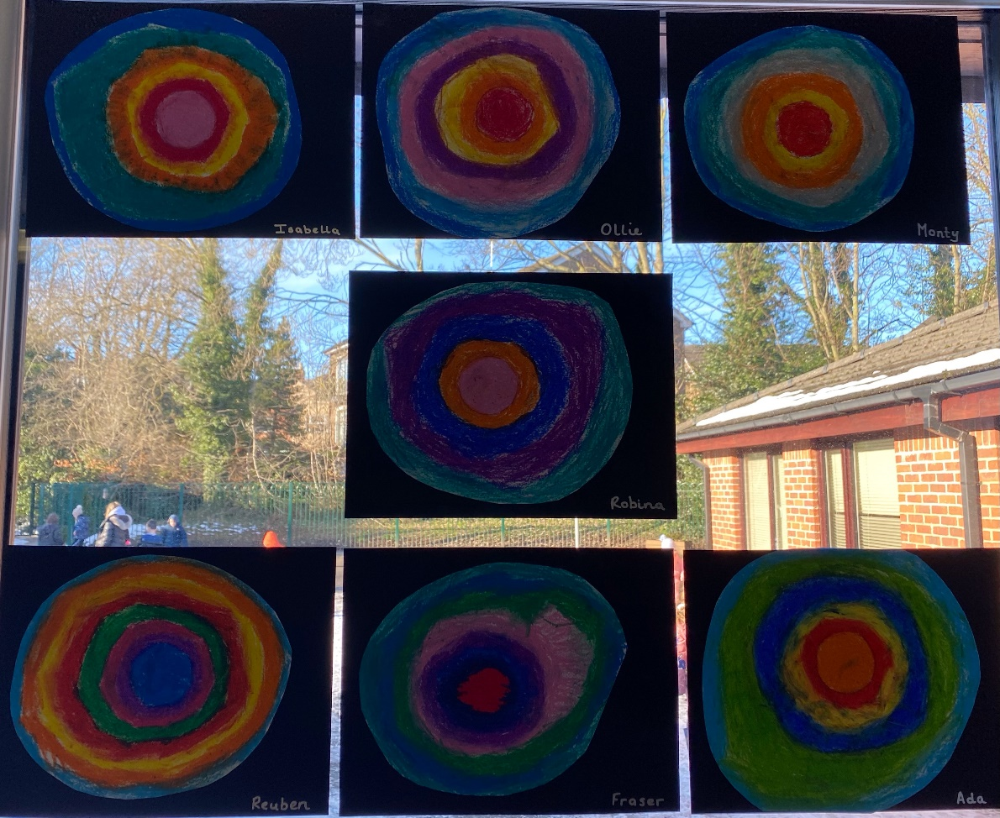 Isabella
Ollie
Monty
Robina
Reuben
Fraser
Ada